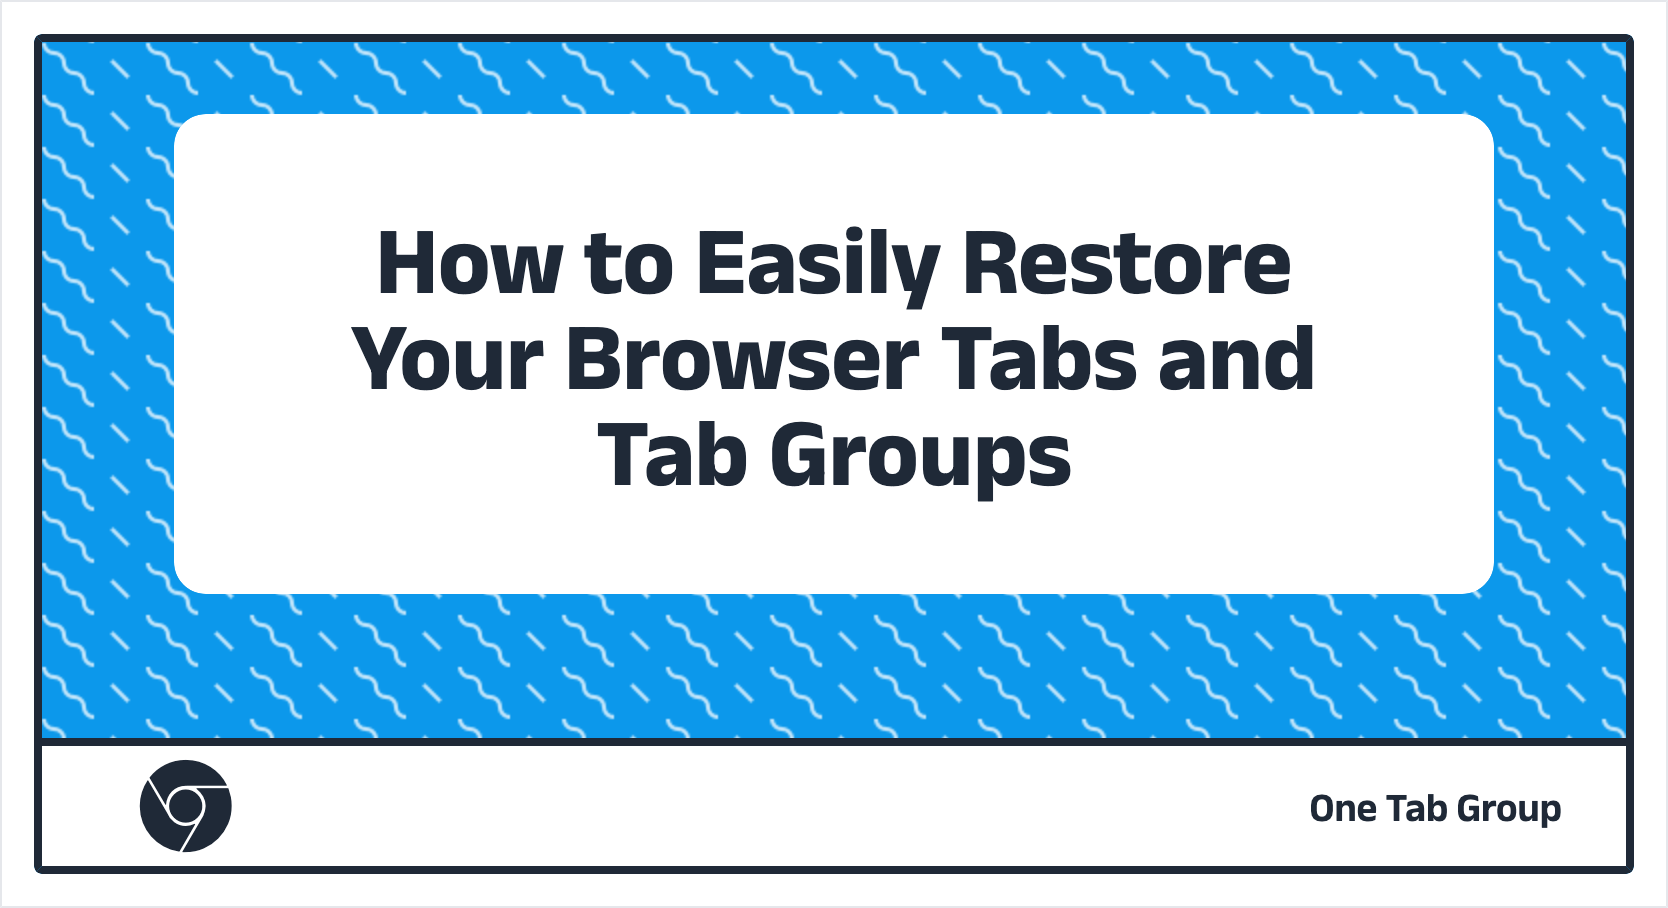 How to Easily Restore
Your Browser Tabs and
Tab Groups
One Tab Group